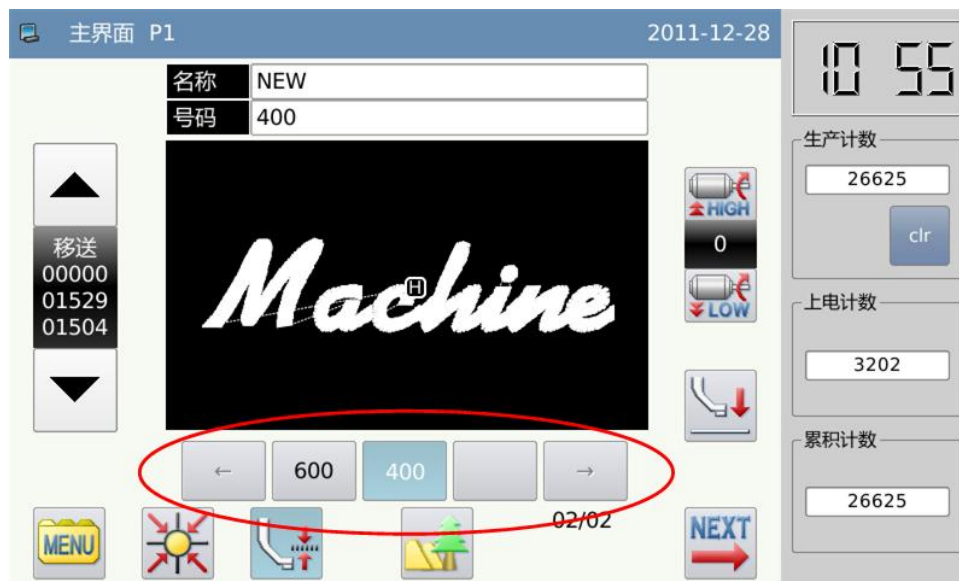 主界面 P1
2011-12-28
10 55
名称 NEW
号码 400
移送
00000
01529
01504
Machine
H
HIGH
0
LOW
← 600 400 →
02/02
MENU
NEXT
生产计数
26625
clr
上电计数
3202
累积计数
26625